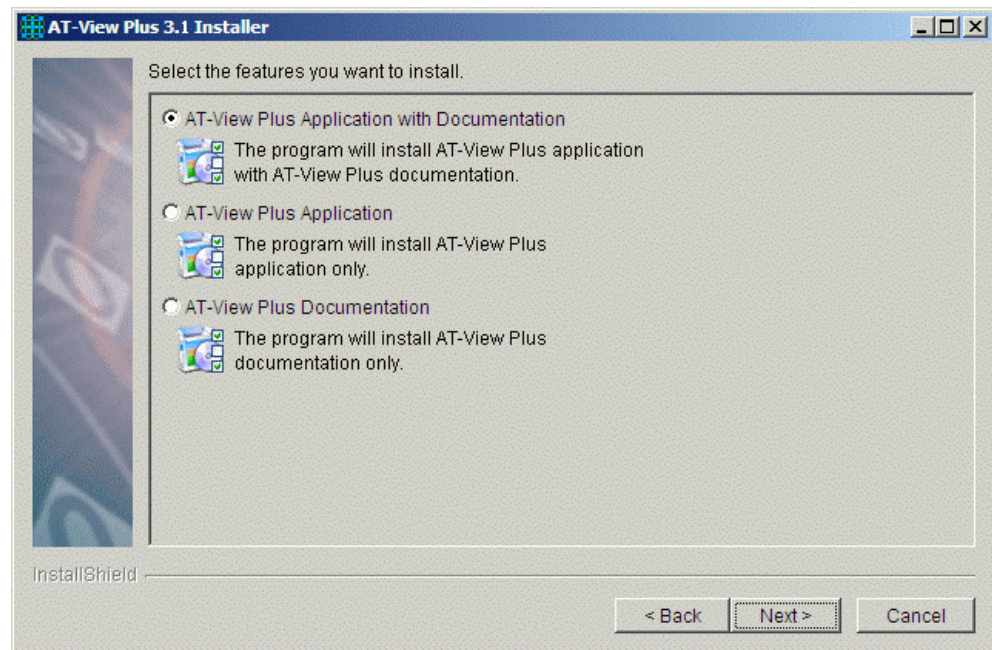 AT-View Plus 3.1 Installer
Select the features you want to install.
AT-View Plus Application with Documentation
The program will install AT-View Plus application
with AT-View Plus documentation.
AT-View Plus Application
The program will install AT-View Plus
application only.
AT-View Plus Documentation
The program will install AT-View Plus
documentation only.
InstallShield
< Back
Next >
Cancel